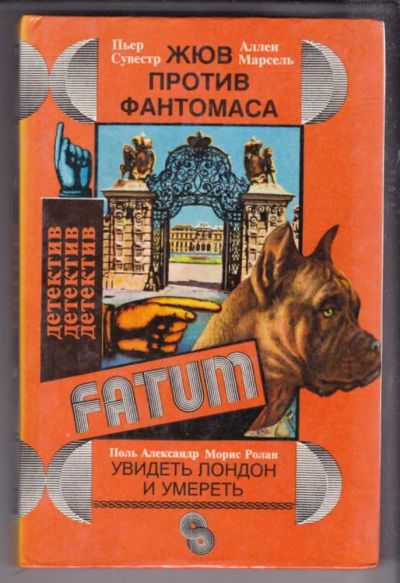 Пьер
Сувестр
Аллен
Марсель
ЖЮВ
ПРОТИВ
ФАНТОМАСА
детектив
детектив
детектив
FATUM
Поль Александр Морис Ролан
УВИДЕТЬ ЛОНДОН
И УМЕРЕТЬ